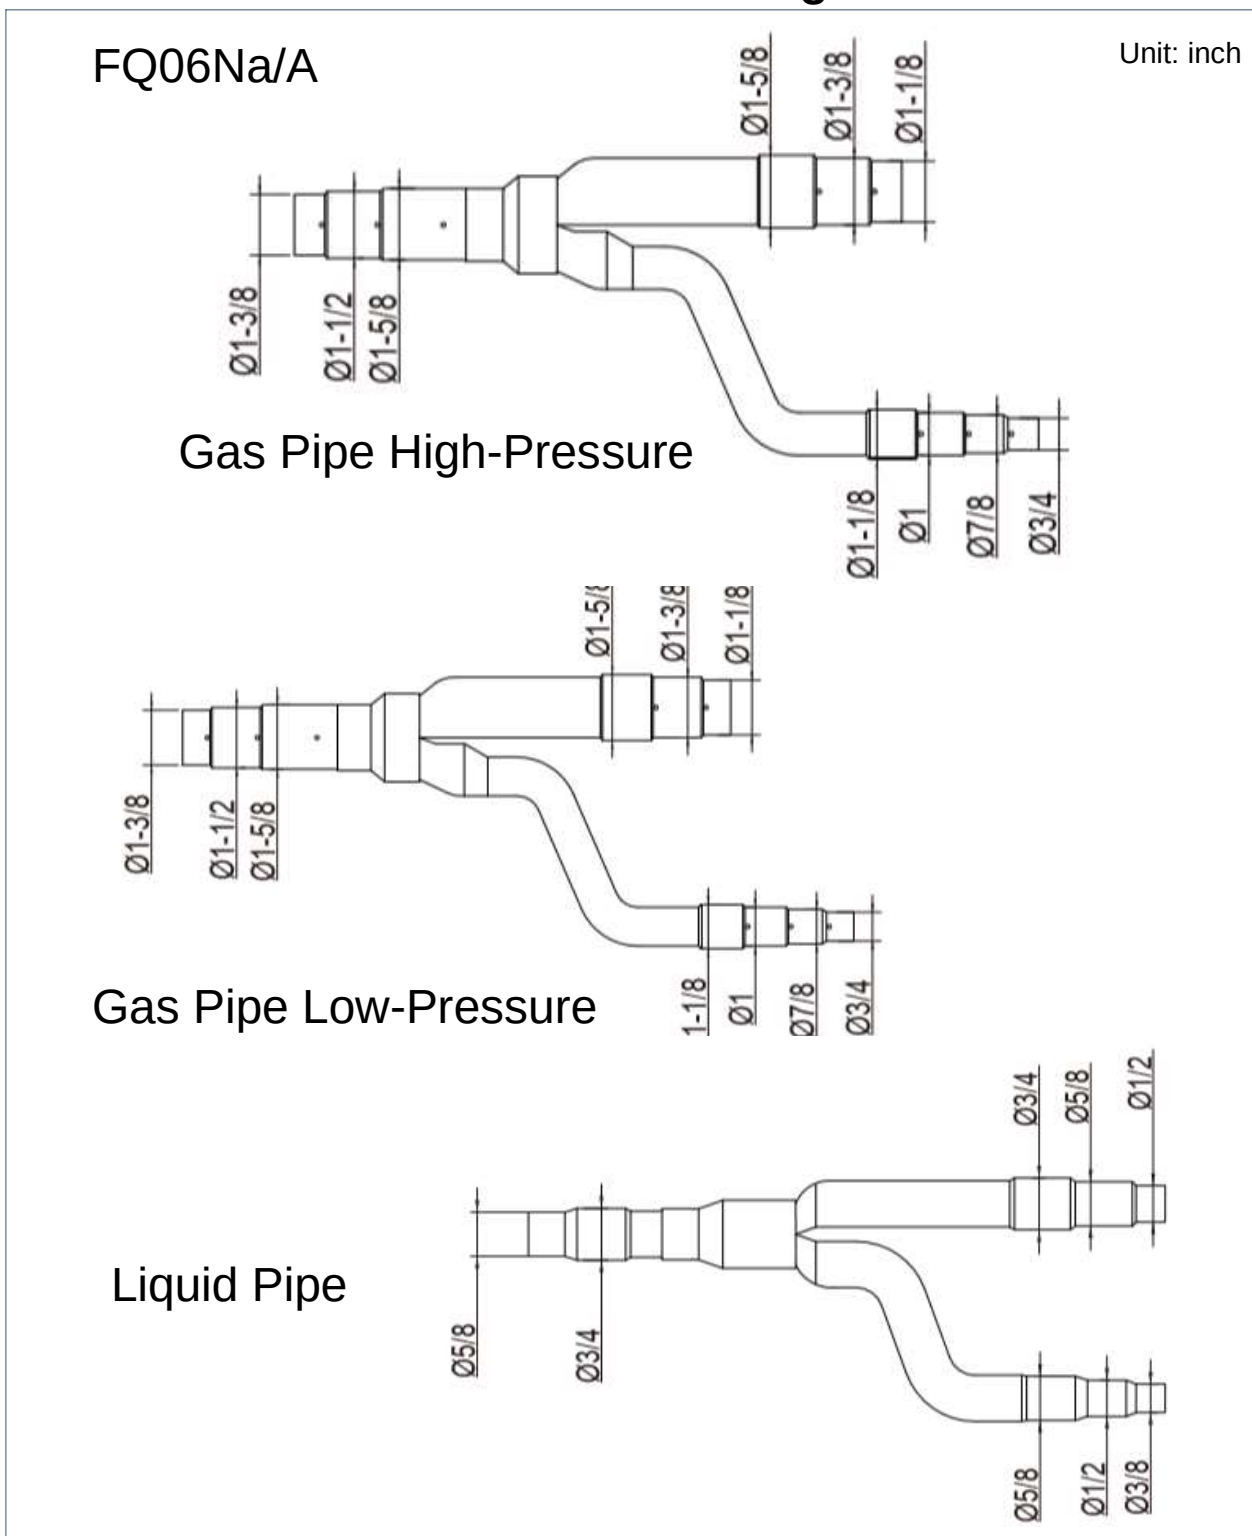 FQ06Na/A
Unit: inch
Ø1-5/8
Ø1-3/8
Ø1-1/8
Ø1-3/8
Ø1-1/2
Ø1-5/8
Gas Pipe High-Pressure
Ø1-1/8
Ø1
Ø7/8
Ø3/4
Ø1-5/8
Ø1-3/8
Ø1-1/8
Ø1-3/8
Ø1-1/2
Ø1-5/8
Gas Pipe Low-Pressure
1-1/8
Ø1
Ø7/8
Ø3/4
Ø3/4
Ø5/8
Ø1/2
Liquid Pipe
Ø5/8
Ø3/4
Ø5/8
Ø1/2
Ø3/8